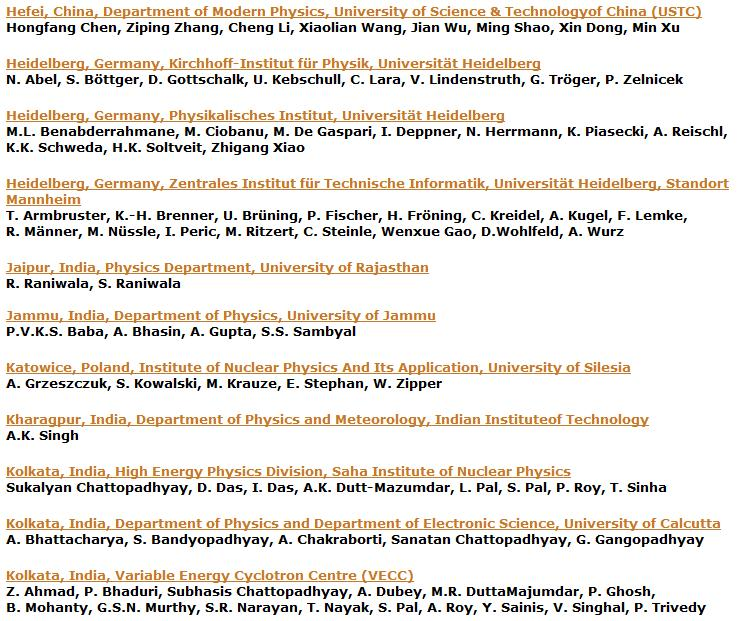 Hefei, China, Department of Modern Physics, University of Science & Technologyof China (USTC)
Hongfang Chen, Ziping Zhang, Cheng Li, Xiaolian Wang, Jian Wu, Ming Shao, Xin Dong, Min Xu
Heidelberg, Germany, Kirchhoff-Institut für Physik, Universität Heidelberg
N. Abel, S. Böttger, D. Gottschalk, U. Kebschull, C. Lara, V. Lindenstruth, G. Tröger, P. Zelnicek
Heidelberg, Germany, Physikalisches Institut, Universität Heidelberg
M.L. Benabderrahmane, M. Ciobanu, M. De Gaspari, I. Deppner, N. Herrmann, K. Piasecki, A. Reischl,
K.K. Schweda, H.K. Soltveit, Zhigang Xiao
Heidelberg, Germany, Zentrales Institut für Technische Informatik, Universität Heidelberg, Standort
Mannheim
T. Armbruster, K.-H. Brenner, U. Brüning, P. Fischer, H. Fröning, C. Kreidel, A. Kugel, F. Lemke,
R. Männer, M. Nüssle, I. Peric, M. Ritzert, C. Steinle, Wenxue Gao, D.Wohlfeld, A. Wurz
Jaipur, India, Physics Department, University of Rajasthan
R. Raniwala, S. Raniwala
Jammu, India, Department of Physics, University of Jammu
P.V.K.S. Baba, A. Bhasin, A. Gupta, S.S. Sambyal
Katowice, Poland, Institute of Nuclear Physics And Its Application, University of Silesia
A. Grzeszczuk, S. Kowalski, M. Krauze, E. Stephan, W. Zipper
Kharagpur, India, Department of Physics and Meteorology, Indian Instituteof Technology
A.K. Singh
Kolkata, India, High Energy Physics Division, Saha Institute of Nuclear Physics
Sukalyan Chattopadhyay, D. Das, I. Das, A.K. Dutt-Mazumdar, L. Pal, S. Pal, P. Roy, T. Sinha
Kolkata, India, Department of Physics and Department of Electronic Science, University of Calcutta
A. Bhattacharya, S. Bandyopadhyay, A. Chakraborti, Sanatan Chattopadhyay, G. Gangopadhyay
Kolkata, India, Variable Energy Cyclotron Centre (VECC)
Z. Ahmad, P. Bhaduri, Subhasis Chattopadhyay, A. Dubey, M.R. DuttaMajumdar, P. Ghosh,
B. Mohanty, G.S.N. Murthy, S.R. Narayan, T. Nayak, S. Pal, A. Roy, Y. Sainis, V. Singhal, P. Trivedy